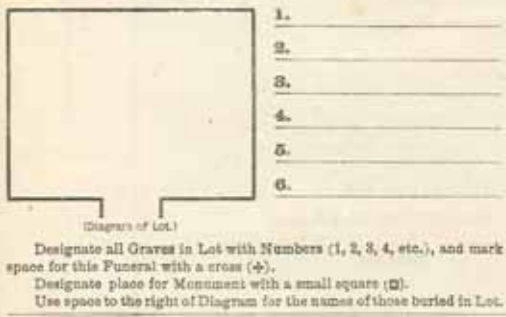 1.
2.
3.
4.
5.
6.
(Diagram of Lot.)
Designate all Graves in Lot with Numbers (1, 2, 3, 4, etc.), and mark
space for this Funeral with a cross (✢).
Designate place for Monument with a small square (◘).
Use space to the right of Diagram for the names of those buried in Lot.